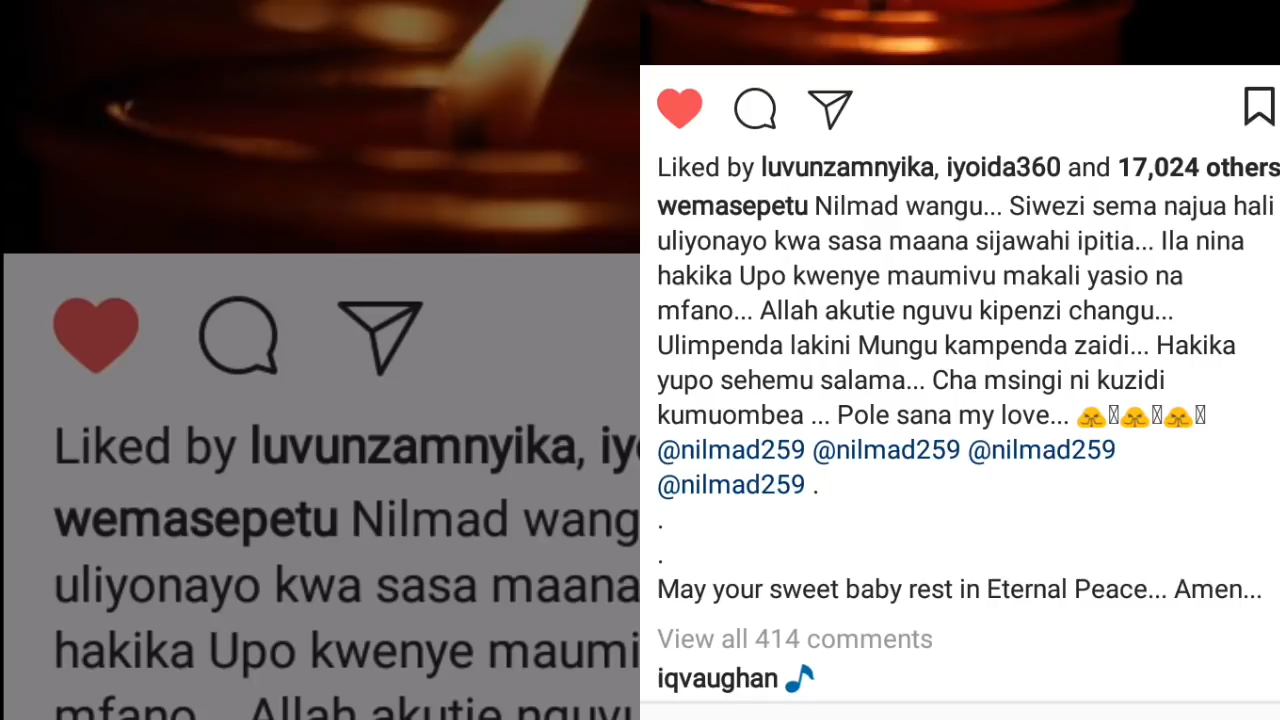 Liked by luvunzamnyika, iy
wemasepetu Nilmad wang
uliyonayo kwa sasa maana
hakika Upo kwenye maumi
mfano... Allah akutie nguvu
Liked by luvunzamnyika, iyoida360 and 17,024 others
wemasepetu Nilmad wangu... Siwezi sema najua hali
uliyonayo kwa sasa maana sijawahi ipitia... Ila nina
hakika Upo kwenye maumivu makali yasio na
mfano... Allah akutie nguvu kipenzi changu...
Ulimpenda lakini Mungu kampenda zaidi... Hakika
yupo sehemu salama... Cha msingi ni kuzidi
kumuombea ... Pole sana my love... 🙏🙏🙏
@nilmad259 @nilmad259 @nilmad259
@nilmad259 .
.
.
May your sweet baby rest in Eternal Peace... Amen...
View all 414 comments
iqvaughan 🎵